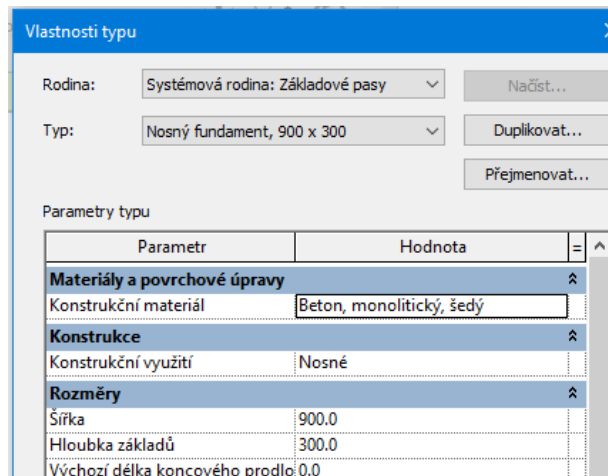 Vlastnosti typu
Rodina: Systémová rodina: Základové pasy Načíst...
Typ: Nosný fundament, 900 x 300 Duplikovat...
Přejmenovat...
Parametry typu
Parametr Hodnota =
Materiály a povrchové úpravy
Konstrukční materiál Beton, monolitický, šedý
Konstrukce
Konstrukční využití Nosné
Rozměry
Šířka 900.0
Hloubka základů 300.0
Výchozí délka koncového prodlo 0.0